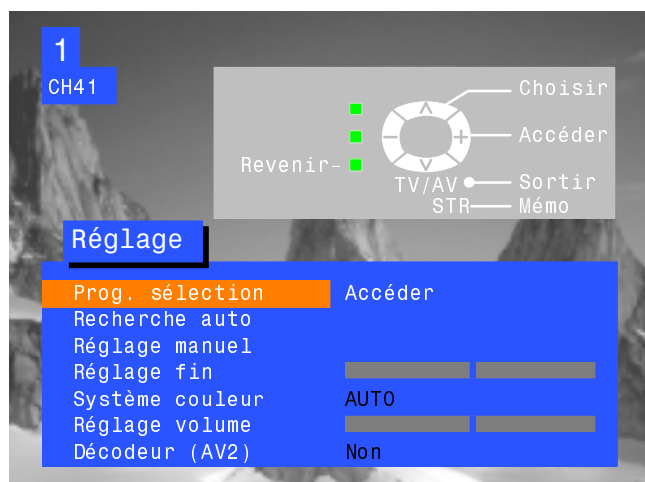 1
CH41
Choisir
Accéder
Revenir
TV/AV Sortir
STR Mémo
Réglage
Prog. sélection Accéder
Recherche auto
Réglage manuel
Réglage fin
Système couleur AUTO
Réglage volume
Décodeur (AV2) Non